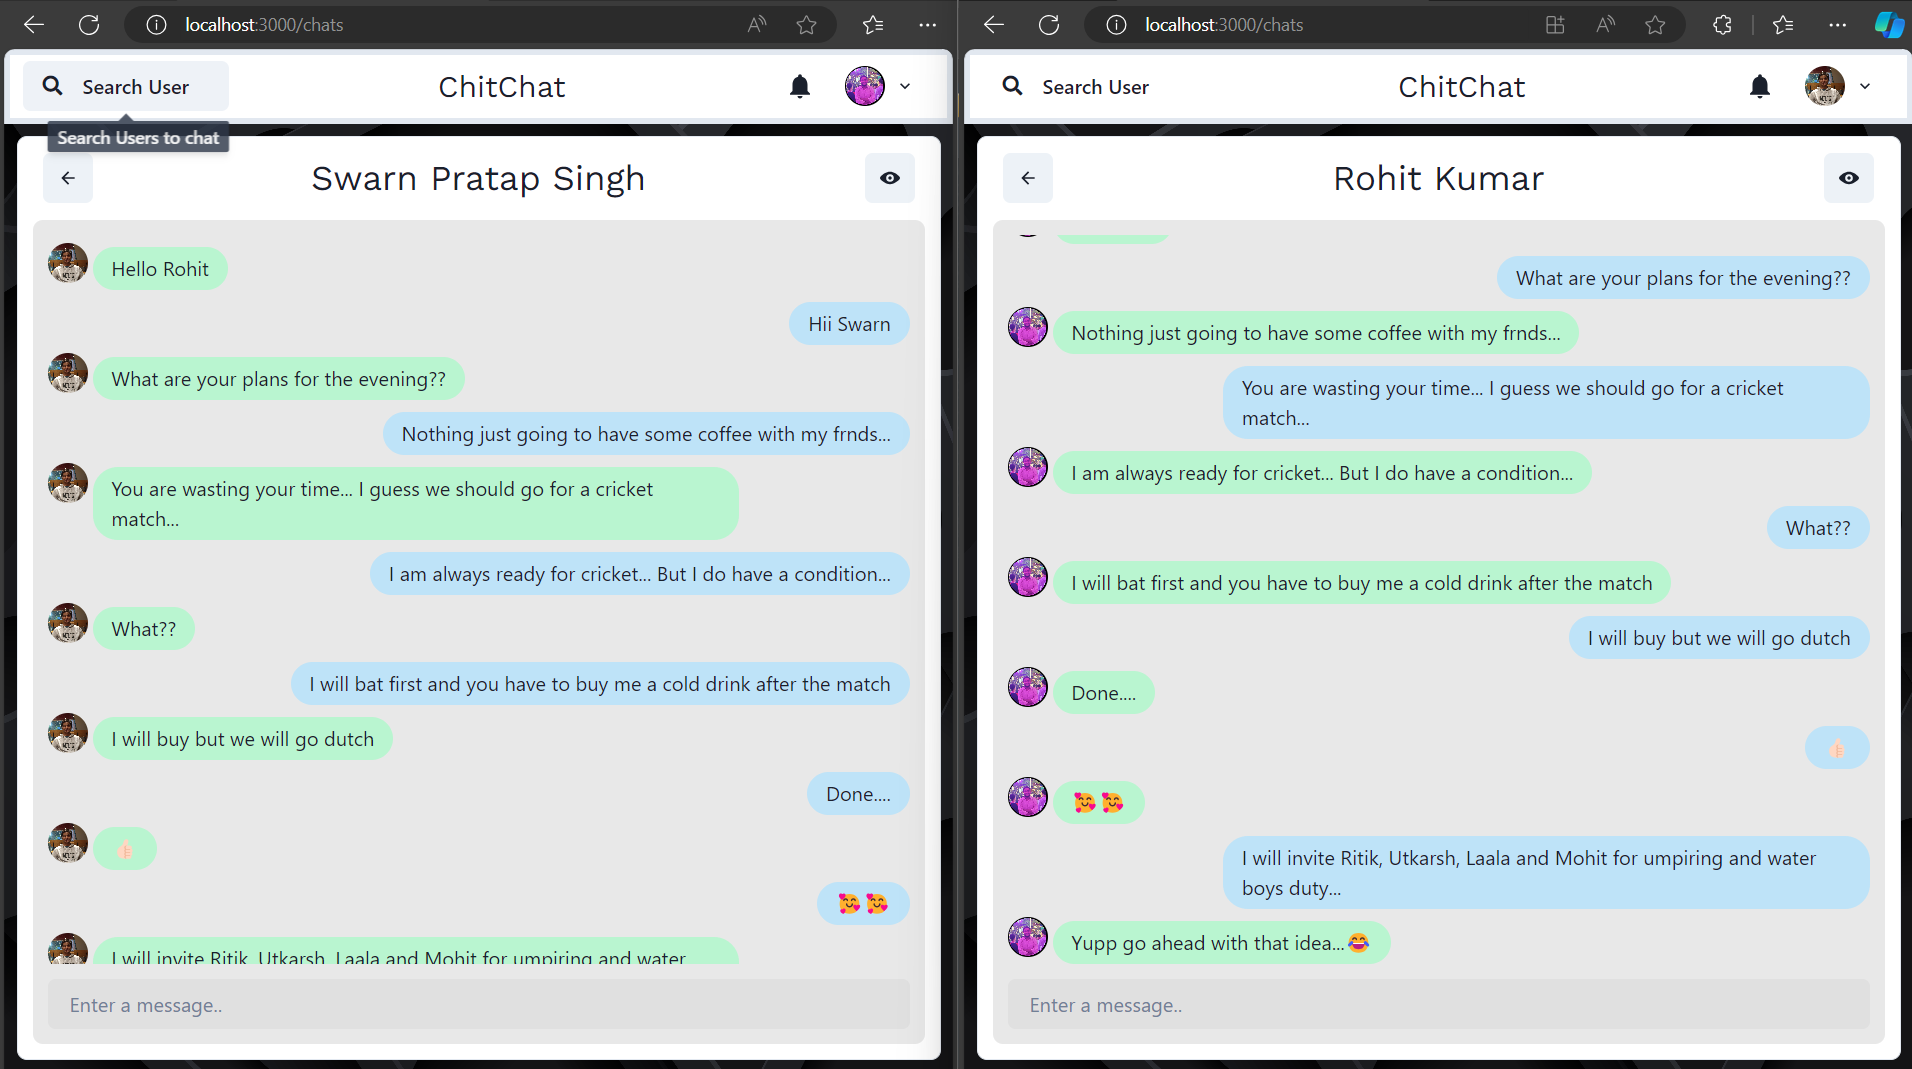 localhost:3000/chats
Search User
ChitChat
Search Users to chat
Swarn Pratap Singh
Hello Rohit
Hii Swarn
What are your plans for the evening??
Nothing just going to have some coffee with my frnds...
You are wasting your time... I guess we should go for a cricket
match...
I am always ready for cricket... But I do have a condition...
What??
I will bat first and you have to buy me a cold drink after the match
I will buy but we will go dutch
Done....
👍🏻
🥰🥰
I will invite Ritik, Utkarsh, Laala and Mohit for umpiring and water
Enter a message..
localhost:3000/chats
Search User
ChitChat
Rohit Kumar
What are your plans for the evening??
Nothing just going to have some coffee with my frnds...
You are wasting your time... I guess we should go for a cricket
match...
I am always ready for cricket... But I do have a condition...
What??
I will bat first and you have to buy me a cold drink after the match
I will buy but we will go dutch
Done....
👍🏻
🥰🥰
I will invite Ritik, Utkarsh, Laala and Mohit for umpiring and water
boys duty...
Yupp go ahead with that idea...😂
Enter a message..